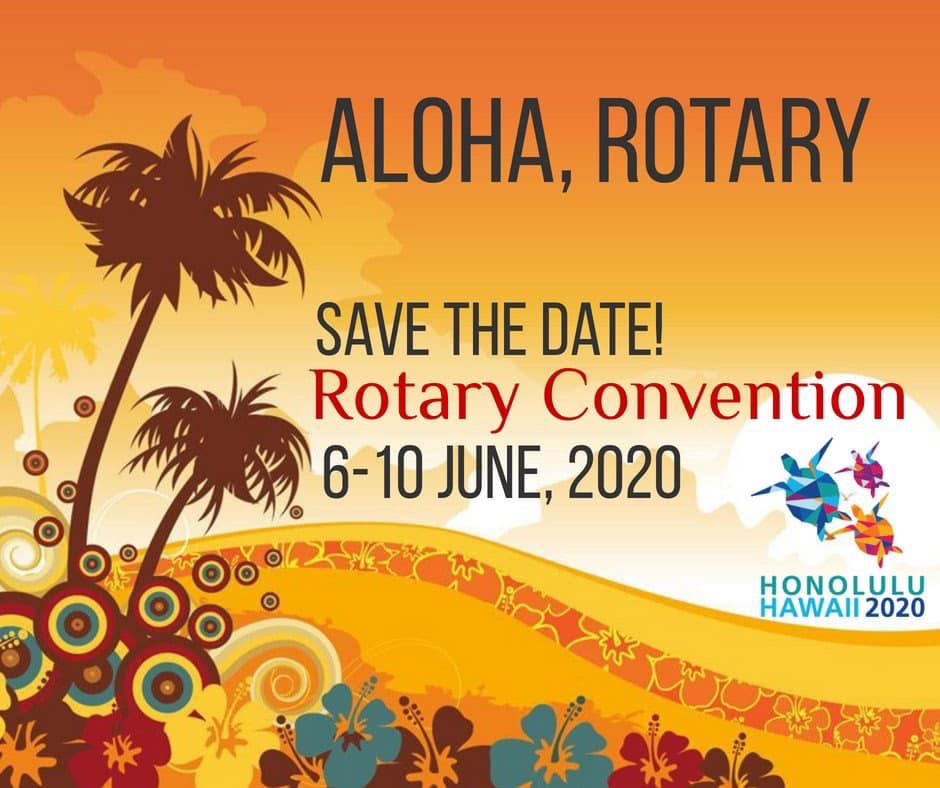 ALOHA, ROTARY
SAVE THE DATE!
Rotary Convention
6-10 JUNE, 2020
HONOLULU
HAWAII 2020